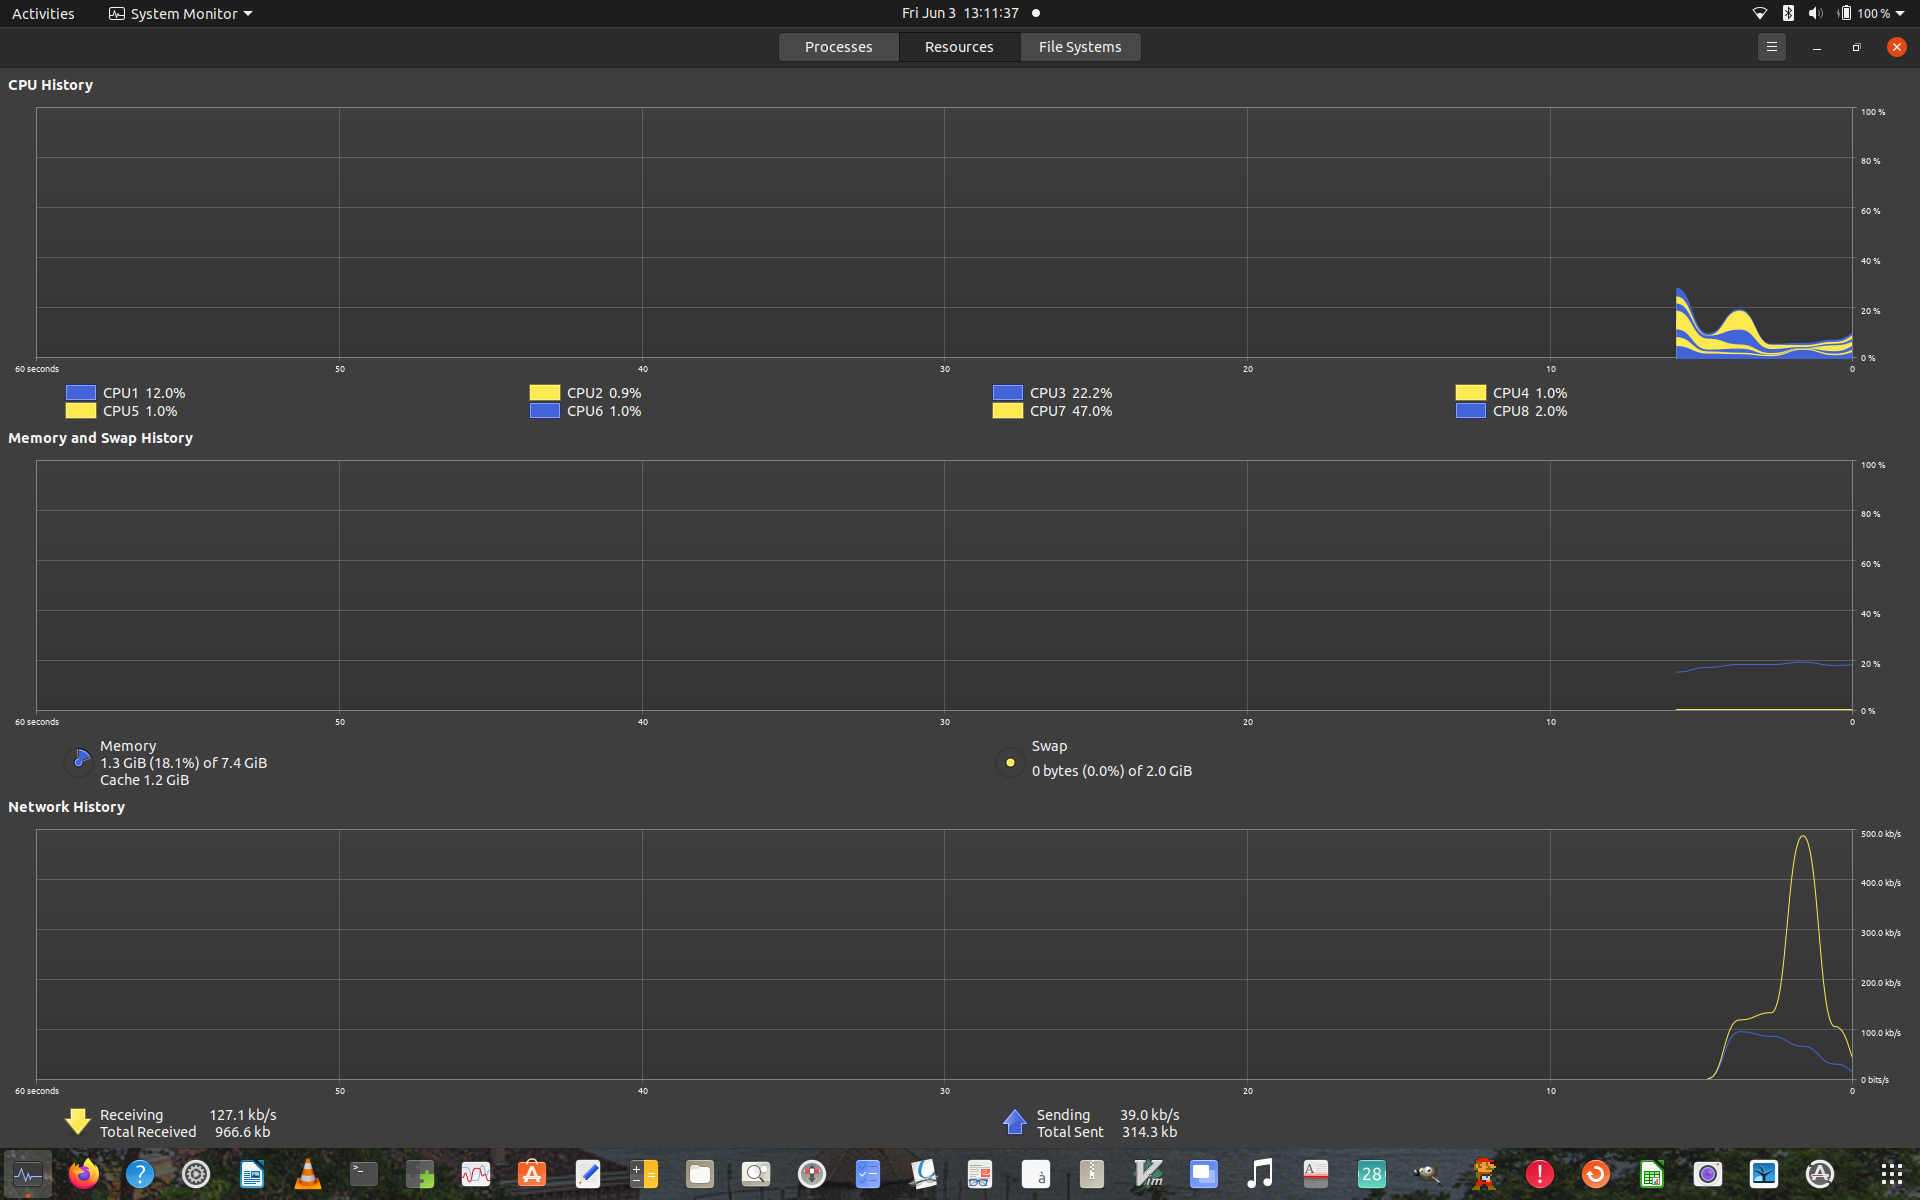 Activities
System Monitor
Fri Jun 3 13:11:37
100 %
Processes
Resources
File Systems
CPU History
100 %
80 %
60 %
40 %
20 %
0 %
60 seconds
50
40
30
20
10
0
CPU1 12.0%
CPU2 0.9%
CPU3 22.2%
CPU4 1.0%
CPU5 1.0%
CPU6 1.0%
CPU7 47.0%
CPU8 2.0%
Memory and Swap History
100 %
80 %
60 %
40 %
20 %
0 %
60 seconds
50
40
30
20
10
0
Memory
1.3 GiB (18.1%) of 7.4 GiB
Cache 1.2 GiB
Swap
0 bytes (0.0%) of 2.0 GiB
Network History
500.0 kb/s
400.0 kb/s
300.0 kb/s
200.0 kb/s
100.0 kb/s
0 bits/s
60 seconds
50
40
30
20
10
0
Receiving 127.1 kb/s
Total Received 966.6 kb
Sending 39.0 kb/s
Total Sent 314.3 kb
?
>_
à
Vim
A
28
!